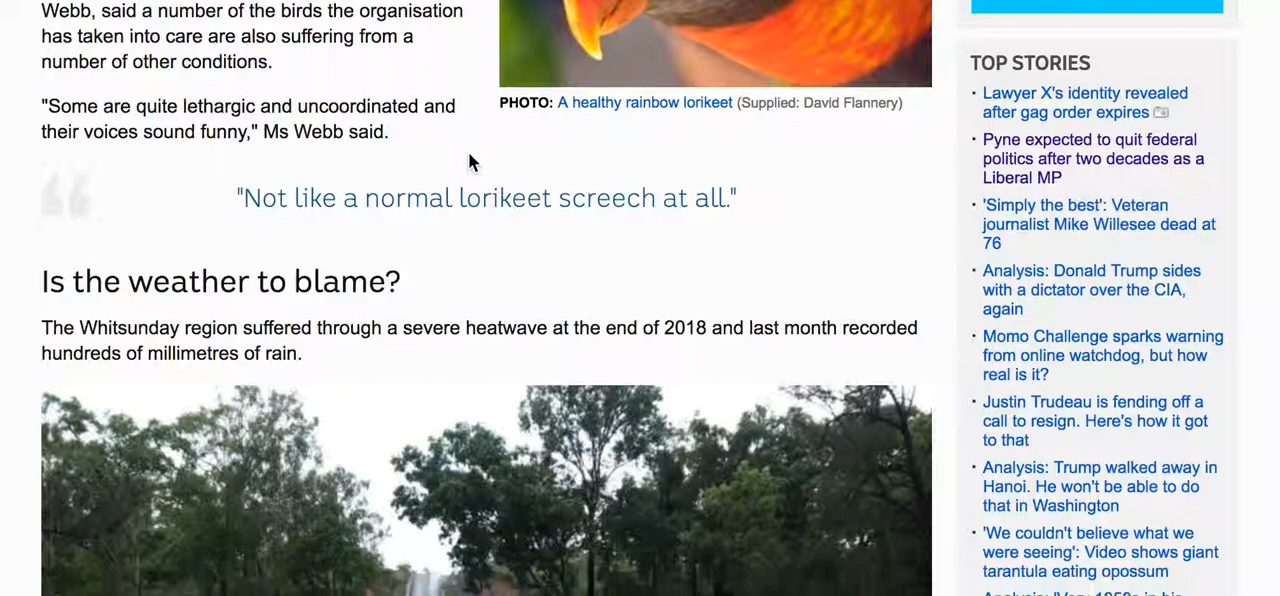 Webb, said a number of the birds the organisation
has taken into care are also suffering from a
number of other conditions.
"Some are quite lethargic and uncoordinated and
their voices sound funny," Ms Webb said.
PHOTO: A healthy rainbow lorikeet (Supplied: David Flannery)
"Not like a normal lorikeet screech at all."
Is the weather to blame?
The Whitsunday region suffered through a severe heatwave at the end of 2018 and last month recorded
hundreds of millimetres of rain.
TOP STORIES
Lawyer X's identity revealed
after gag order expires
Pyne expected to quit federal
politics after two decades as a
Liberal MP
'Simply the best': Veteran
journalist Mike Willesee dead at
76
Analysis: Donald Trump sides
with a dictator over the CIA,
again
Momo Challenge sparks warning
from online watchdog, but how
real is it?
Justin Trudeau is fending off a
call to resign. Here's how it got
to that
Analysis: Trump walked away in
Hanoi. He won't be able to do
that in Washington
'We couldn't believe what we
were seeing': Video shows giant
tarantula eating opossum